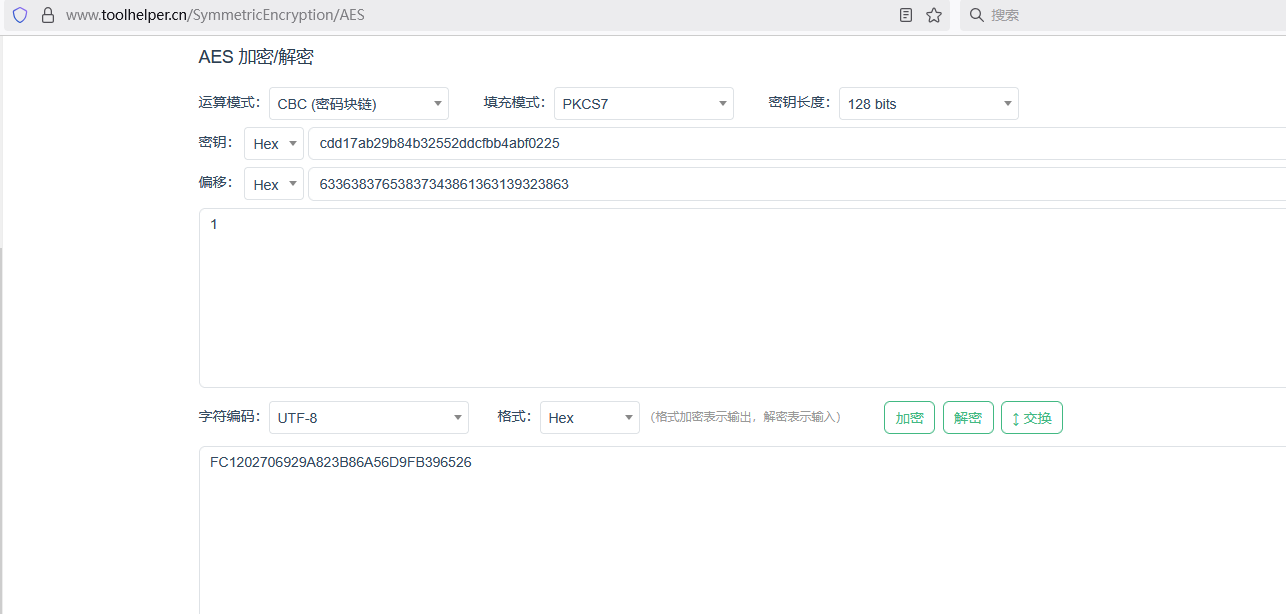 www.toolhelper.cn/SymmetricEncryption/AES 搜索
AES 加密/解密
运算模式: CBC (密码块链) 填充模式: PKCS7 密钥长度: 128 bits
密钥: Hex cdd17ab29b84b32552ddcfbb4abf0225
偏移: Hex 63363837653837343861363139323863
1
字符编码: UTF-8 格式: Hex (格式加密表示输出，解密表示输入) 加密 解密 ↕ 交换
FC1202706929A823B86A56D9FB396526